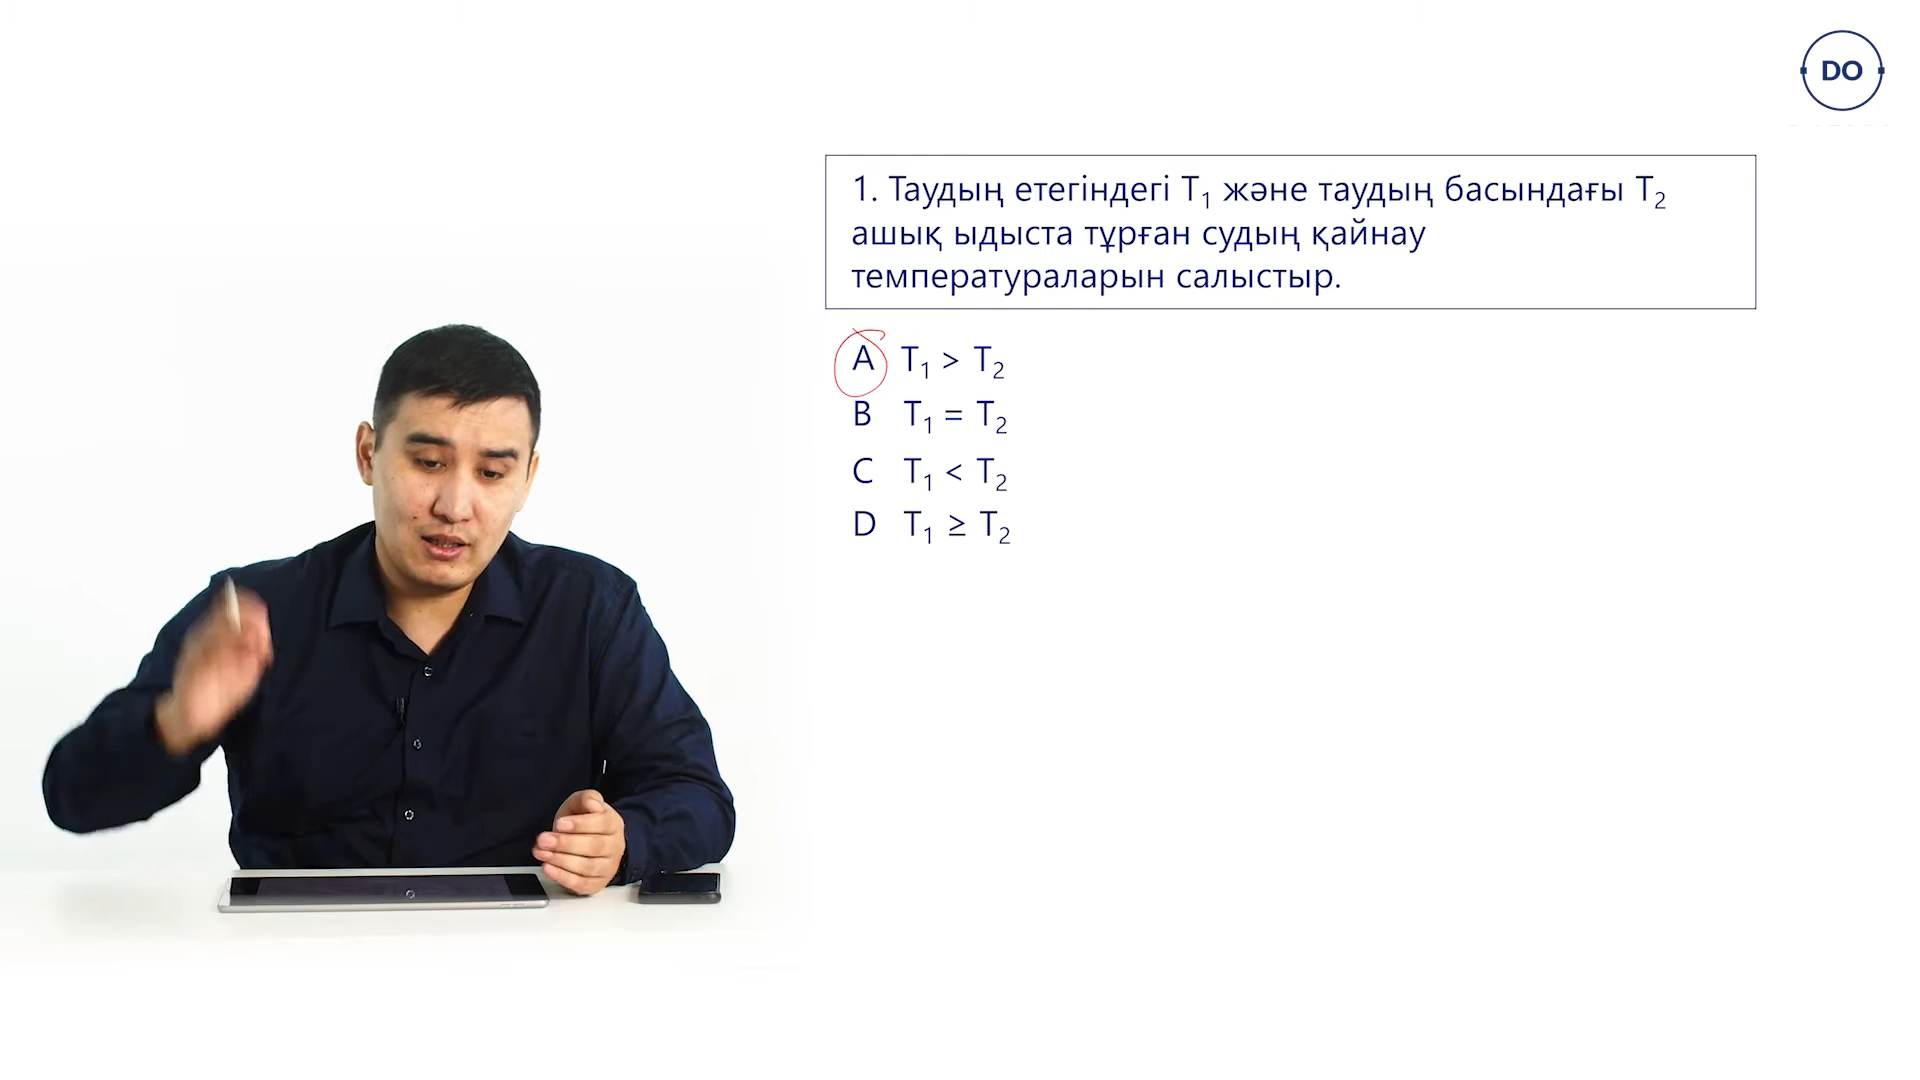 DO
1. Таудың етегіндегі T₁ және таудың басындағы T₂
ашық ыдыста тұрған судың қайнау
температураларын салыстыр.
A T₁ > T₂
B T₁ = T₂
C T₁ < T₂
D T₁ ≥ T₂